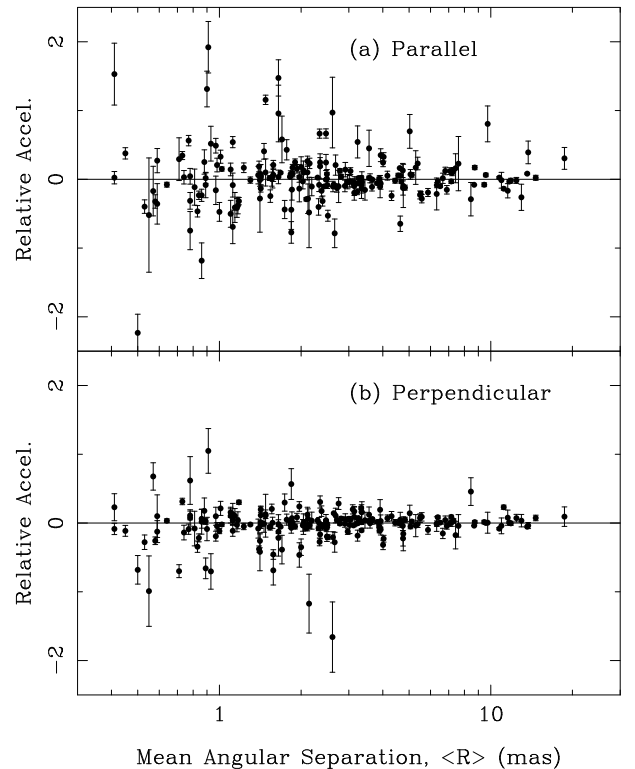 2
(a) Parallel
Relative Accel.
0
-2
2
(b) Perpendicular
Relative Accel.
0
-2
1
10
Mean Angular Separation, <R> (mas)